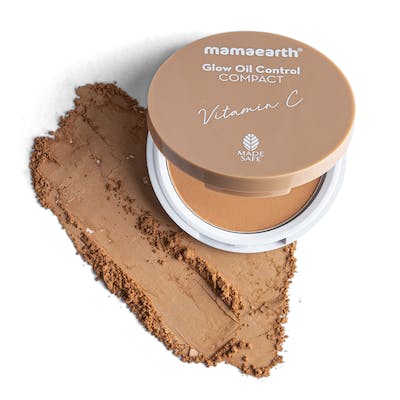 mamaearth®
Glow Oil Control
COMPACT
Vitamin C
MADE
SAFE